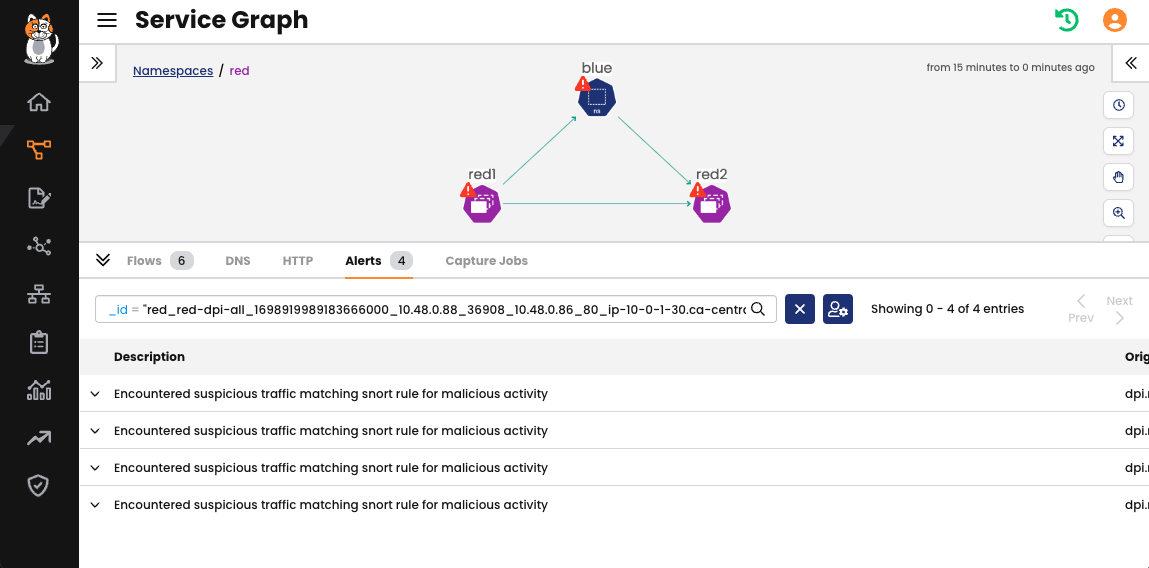 Service Graph
Namespaces / red
from 15 minutes to 0 minutes ago
blue
ns
red1
red2
Flows 6 DNS HTTP Alerts 4 Capture Jobs
_id = "red_red-dpi-all_1698919989183666000_10.48.0.88_36908_10.48.0.86_80_ip-10-0-1-30.ca-centr
Showing 0 - 4 of 4 entries
Prev
Next
Description Orig
Encountered suspicious traffic matching snort rule for malicious activity dpi.
Encountered suspicious traffic matching snort rule for malicious activity dpi.
Encountered suspicious traffic matching snort rule for malicious activity dpi.
Encountered suspicious traffic matching snort rule for malicious activity dpi.